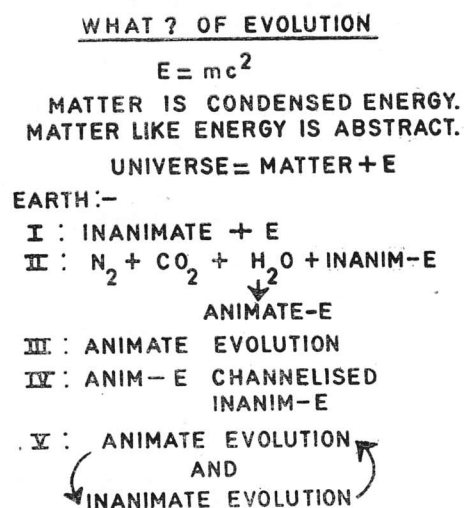 WHAT? OF EVOLUTION
E = mc²
MATTER IS CONDENSED ENERGY.
MATTER LIKE ENERGY IS ABSTRACT.
UNIVERSE = MATTER + E
EARTH:-
I : INANIMATE + E
II : N₂ + CO₂ + H₂O + INANIM-E
↓
ANIMATE-E
III : ANIMATE EVOLUTION
IV : ANIM-E CHANNELISED
INANIM-E
V : ANIMATE EVOLUTION
AND
INANIMATE EVOLUTION